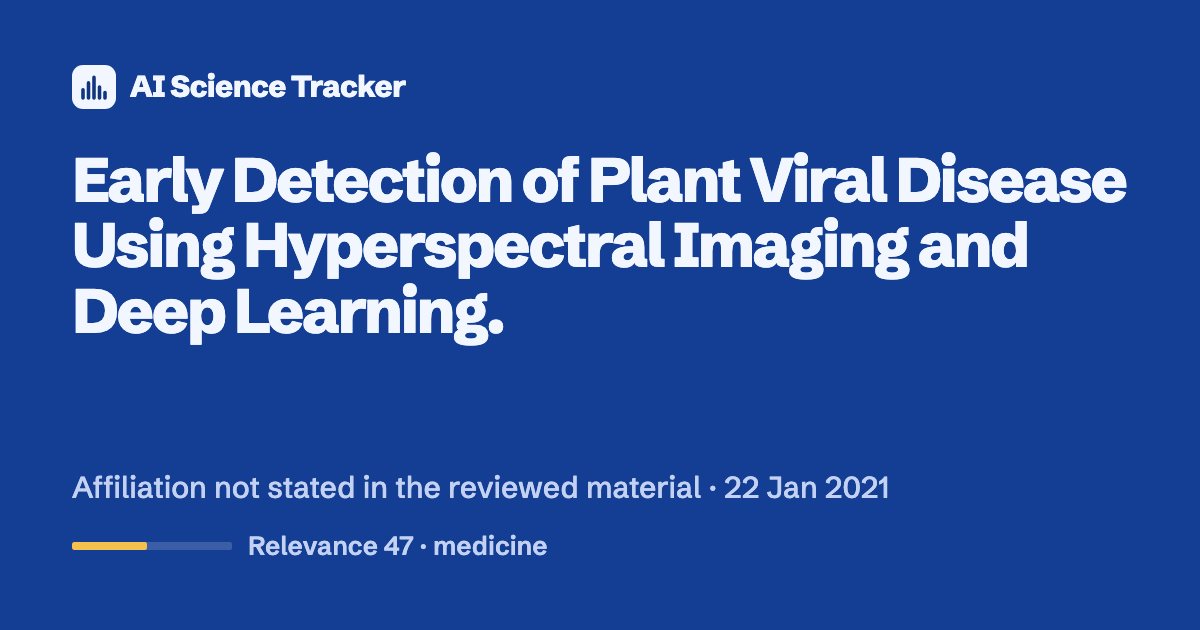 AI Science Tracker
Early Detection of Plant Viral Disease
Using Hyperspectral Imaging and
Deep Learning.
Affiliation not stated in the reviewed material · 22 Jan 2021
Relevance 47 · medicine